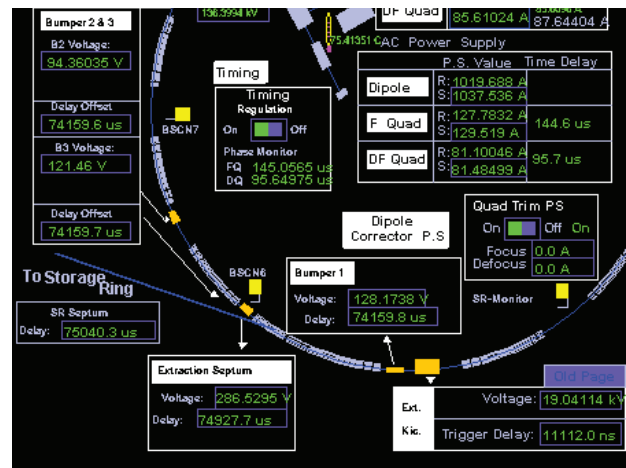 Bumper 2 & 3
B2 Voltage:
94.36035 V
Delay Offset
74159.6 us
B3 Voltage:
121.46 V
Delay Offset
74159.7 us
136.3994 kV
75.41351 C
DF Quad
85.61024 A
87.64404 A
AC Power Supply
P.S. Value Time Delay
Dipole
R: 1019.688 A
S: 1037.536 A
F Quad
R: 127.7832 A
S: 129.519 A
144.6 us
DF Quad
R: 81.10046 A
S: 81.48499 A
95.7 us
Timing
Timing
Regulation
On Off
Phase Monitor
FQ 145.0565 us
DQ 95.64975 us
BSCN7
Quad Trim PS
On Off On
Focus 0.0 A
Defocus 0.0 A
Dipole
Corrector P.S
SR-Monitor
BSCN6
Bumper 1
Voltage: 128.1738 V
Delay: 74159.8 us
To Storage
Ring
SR Septum
Delay: 75040.3 us
Extraction Septum
Voltage: 286.5295 V
Delay: 74927.7 us
Old Page
Ext.
Kic.
Voltage: 19.04114 kV
Trigger Delay: 11112.0 ns